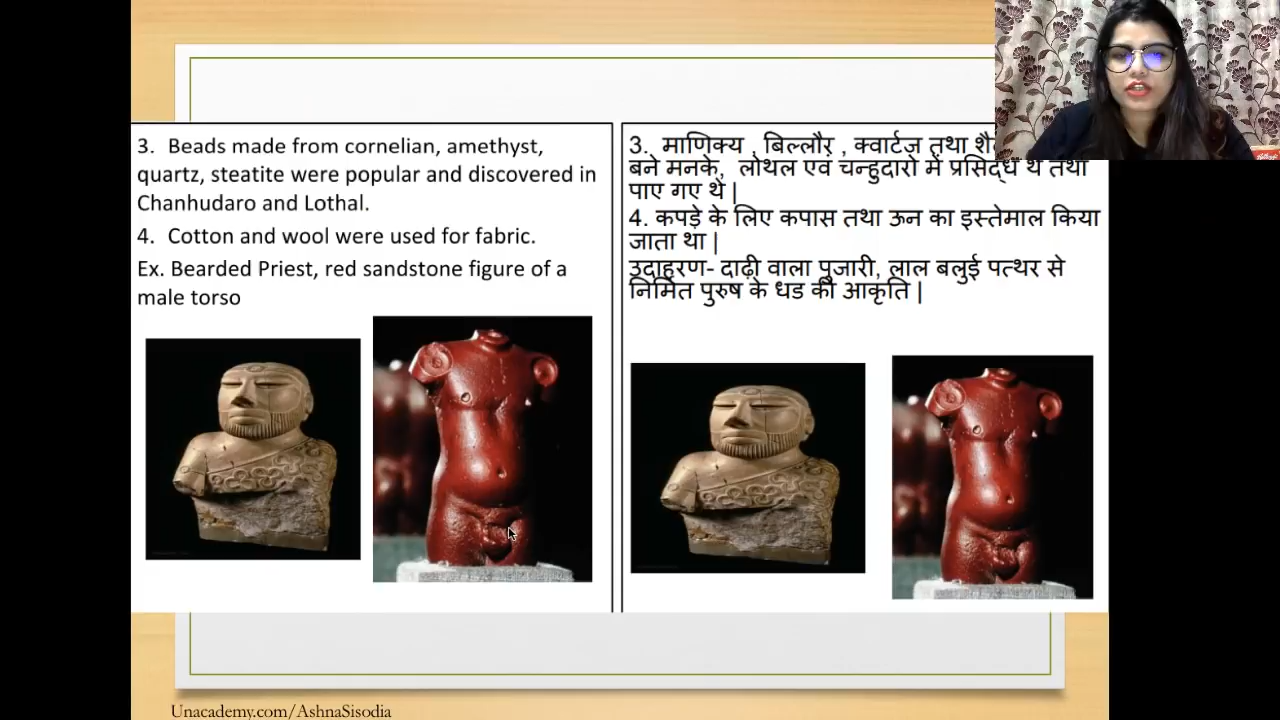 3. Beads made from cornelian, amethyst,
quartz, steatite were popular and discovered in
Chanhudaro and Lothal.
4. Cotton and wool were used for fabric.
Ex. Bearded Priest, red sandstone figure of a
male torso
3. माणिक्य , बिल्लौर , क्वार्टज़ तथा
बने मनके, लोथल एवं चन्हुदारो में प्रसिद्ध थे तथा
पाए गए थे |
4. कपड़े के लिए कपास तथा ऊन का इस्तेमाल किया
जाता था |
उदाहरण- दाढ़ी वाला पुजारी, लाल बलुई पत्थर से
निर्मित पुरुष के धड की आकृति |
Unacademy.com/AshnaSisodia